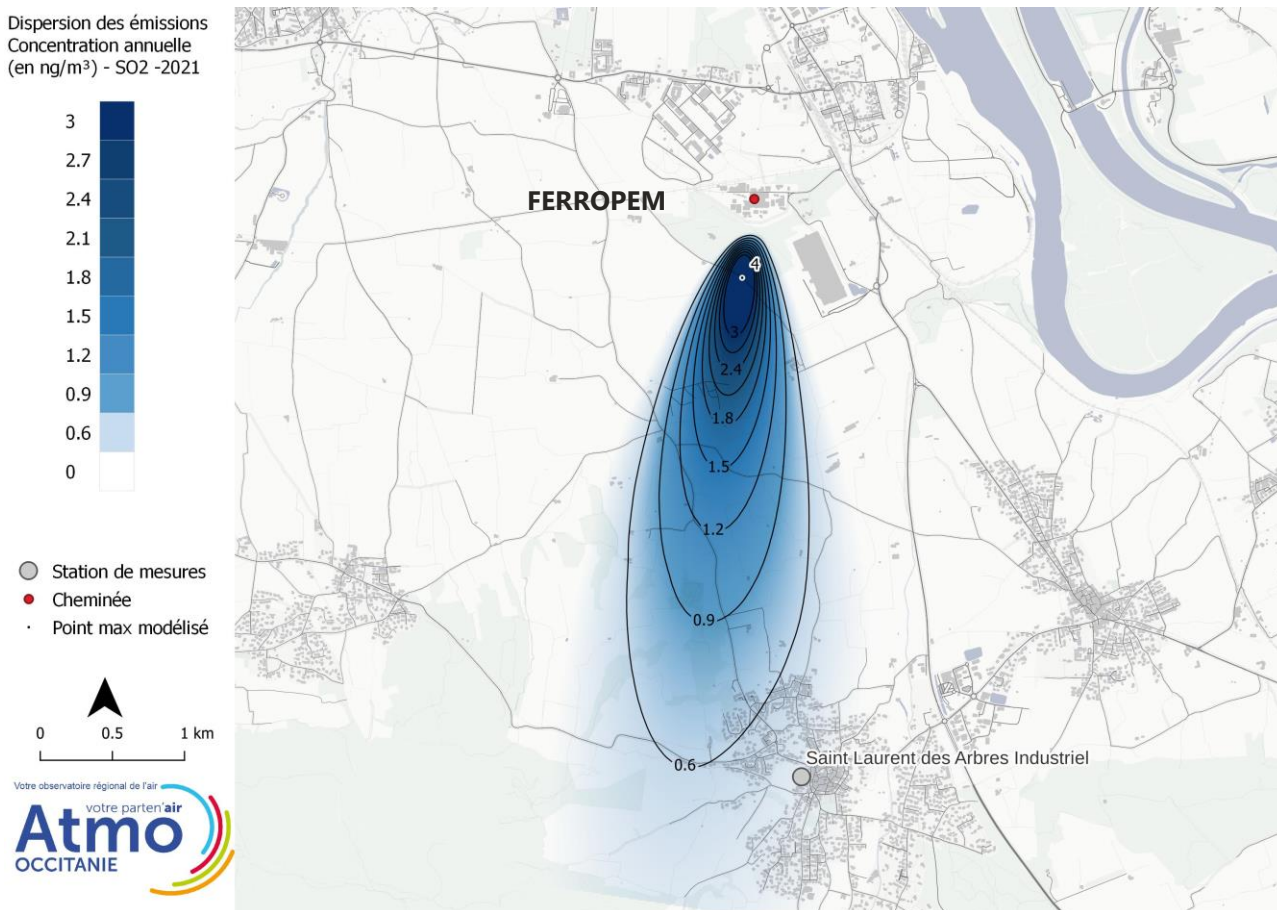 Dispersion des émissions
Concentration annuelle
(en ng/m³) - SO2 -2021
3
2.7
2.4
2.1
1.8
1.5
1.2
0.9
0.6
0
Station de mesures
Cheminée
Point max modélisé
0 0.5 1 km
Votre observatoire régional de l'air
votre parten'air
Atmo
OCCITANIE
FERROPEM
4
3
2.4
1.8
1.5
1.2
0.9
0.6
Saint Laurent des Arbres Industriel